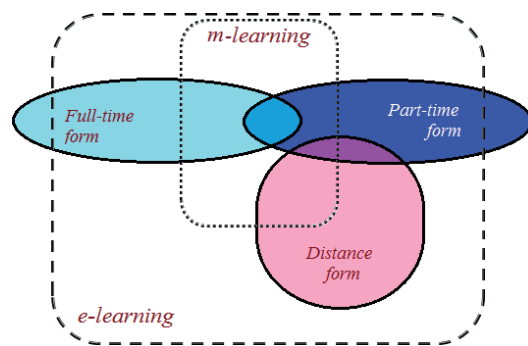 m-learning
Full-time
form
Part-time
form
Distance
form
e-learning